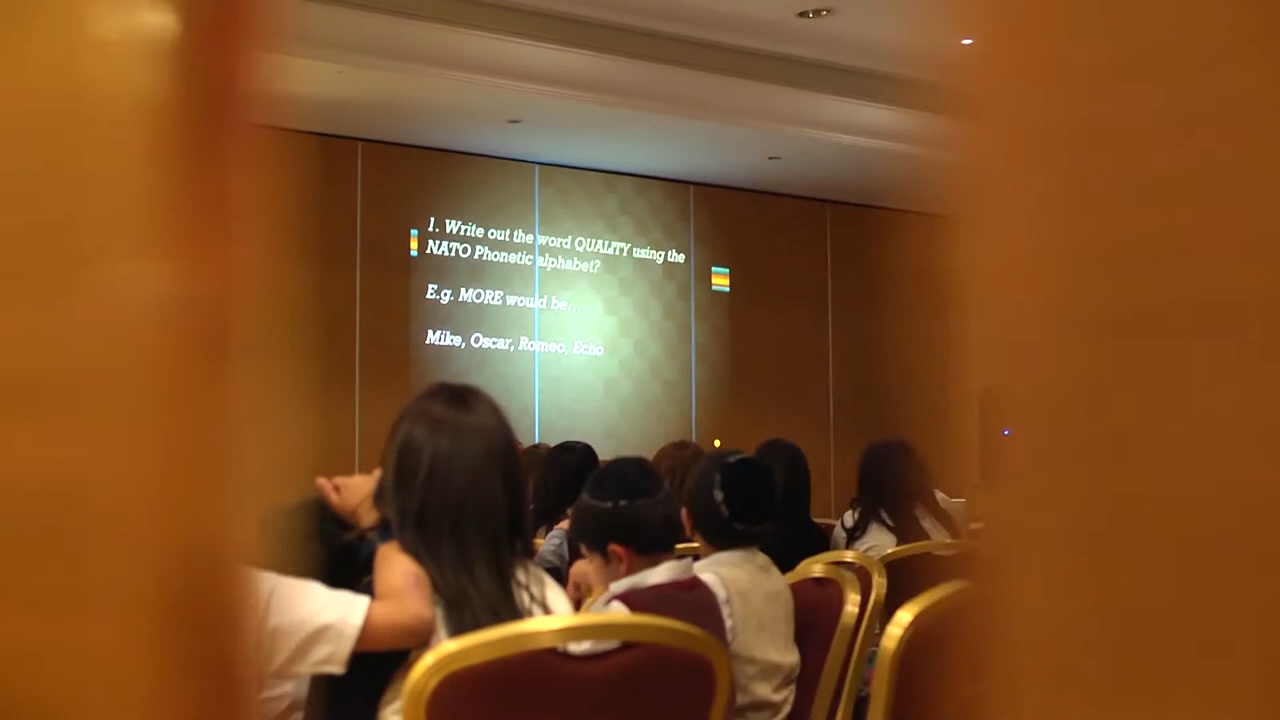 1. Write out the word QUALITY using the
NATO Phonetic alphabet?
E.g. MORE would be...
Mike, Oscar, Romeo, Echo